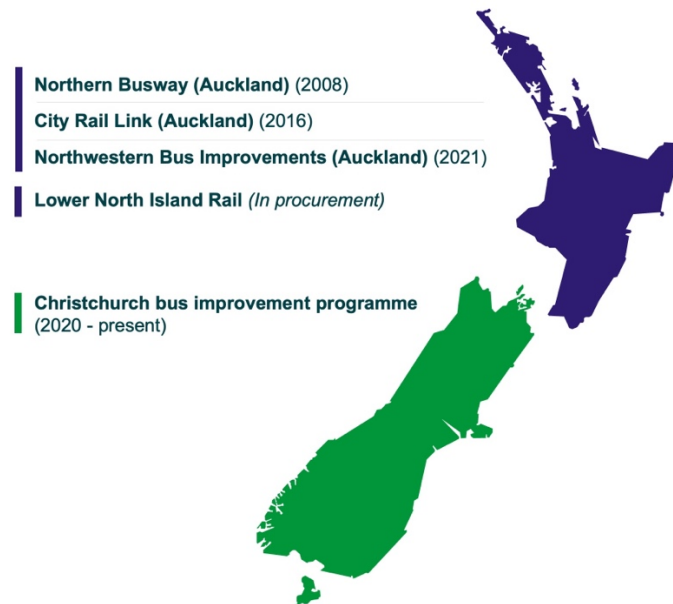 Northern Busway (Auckland) (2008)
City Rail Link (Auckland) (2016)
Northwestern Bus Improvements (Auckland) (2021)
Lower North Island Rail (In procurement)
Christchurch bus improvement programme
(2020 - present)